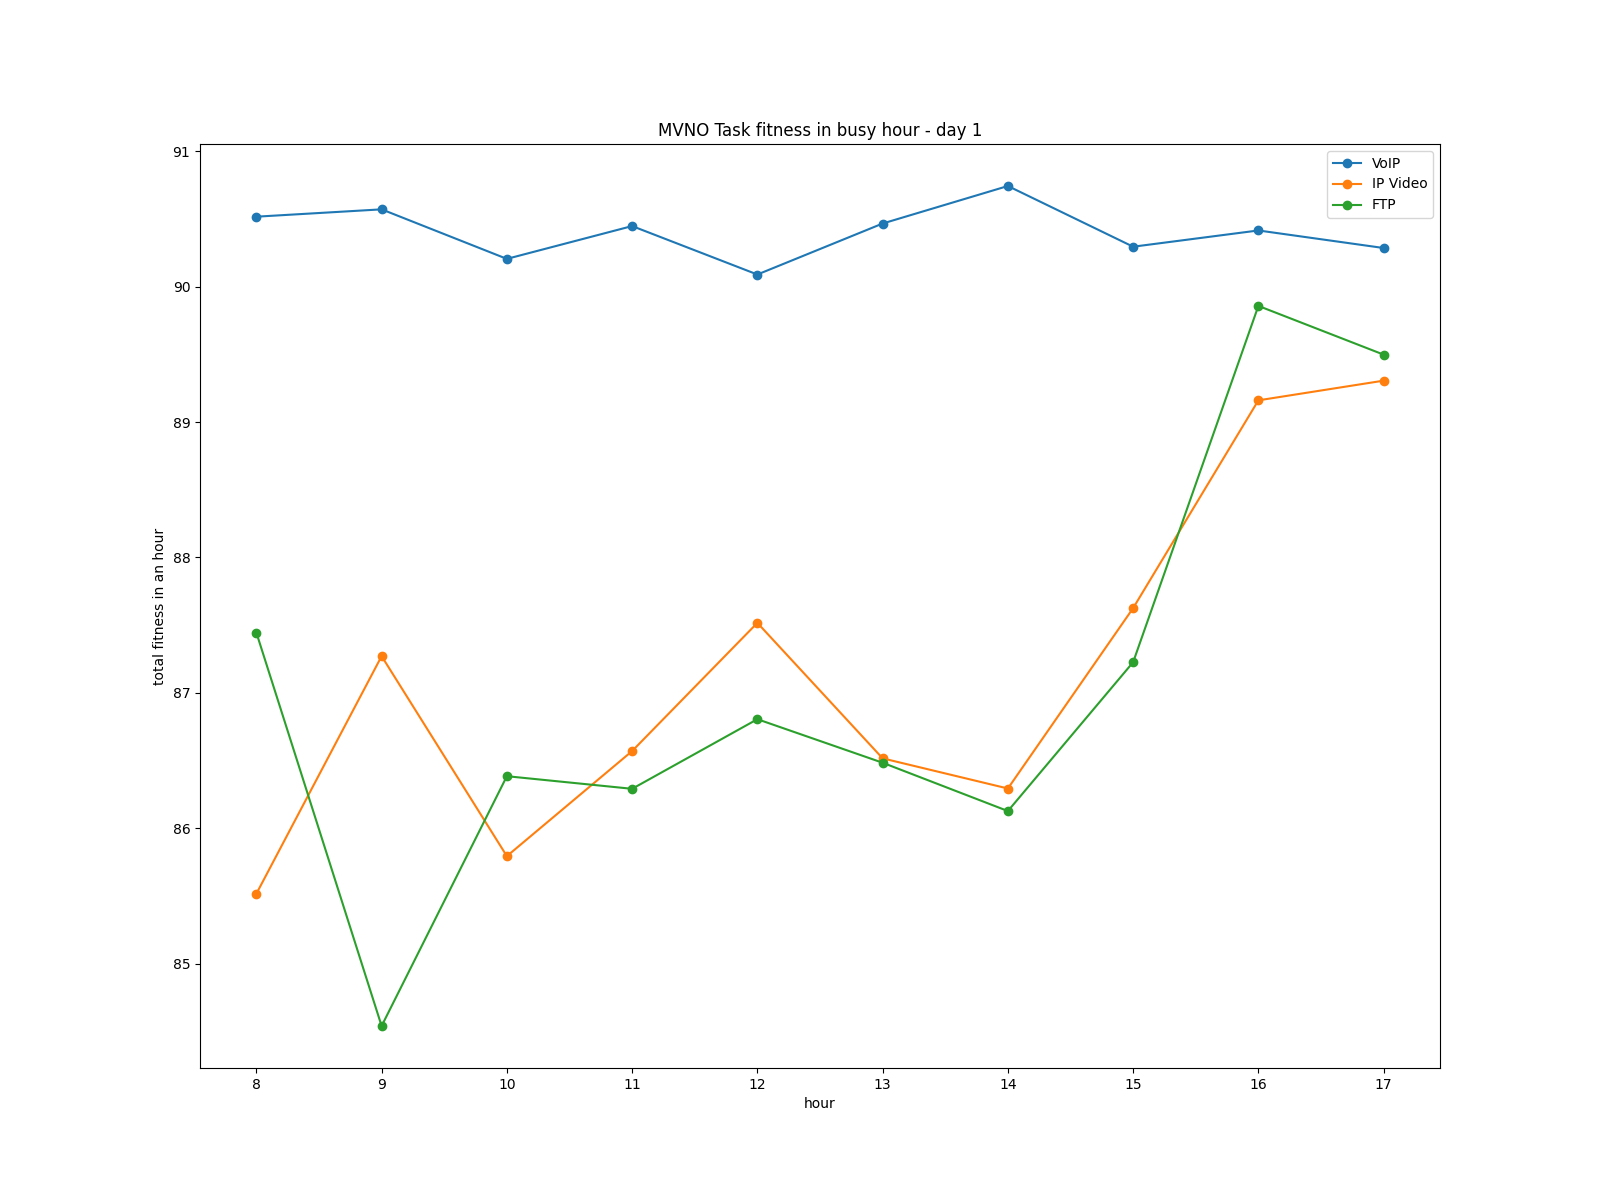 MVNO Task fitness in busy hour - day 1
VoIP
IP Video
FTP
91
90
89
88
87
86
85
total fitness in an hour
8 9 10 11 12 13 14 15 16 17
hour